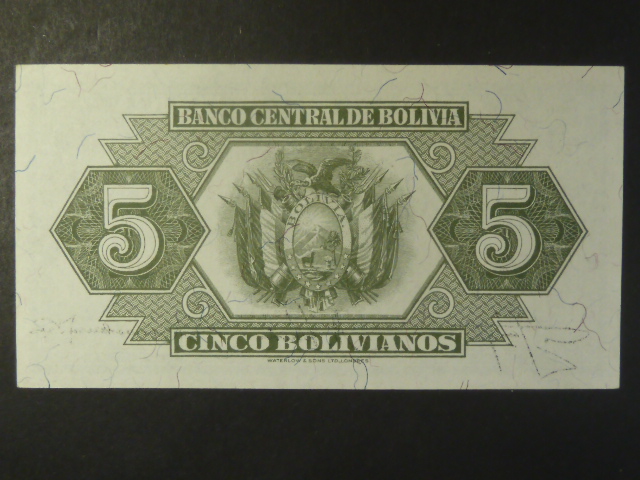 BANCO CENTRAL DE BOLIVIA
5 5
CINCO BOLIVIANOS
WATERLOW & SONS LTD., LONDRES.